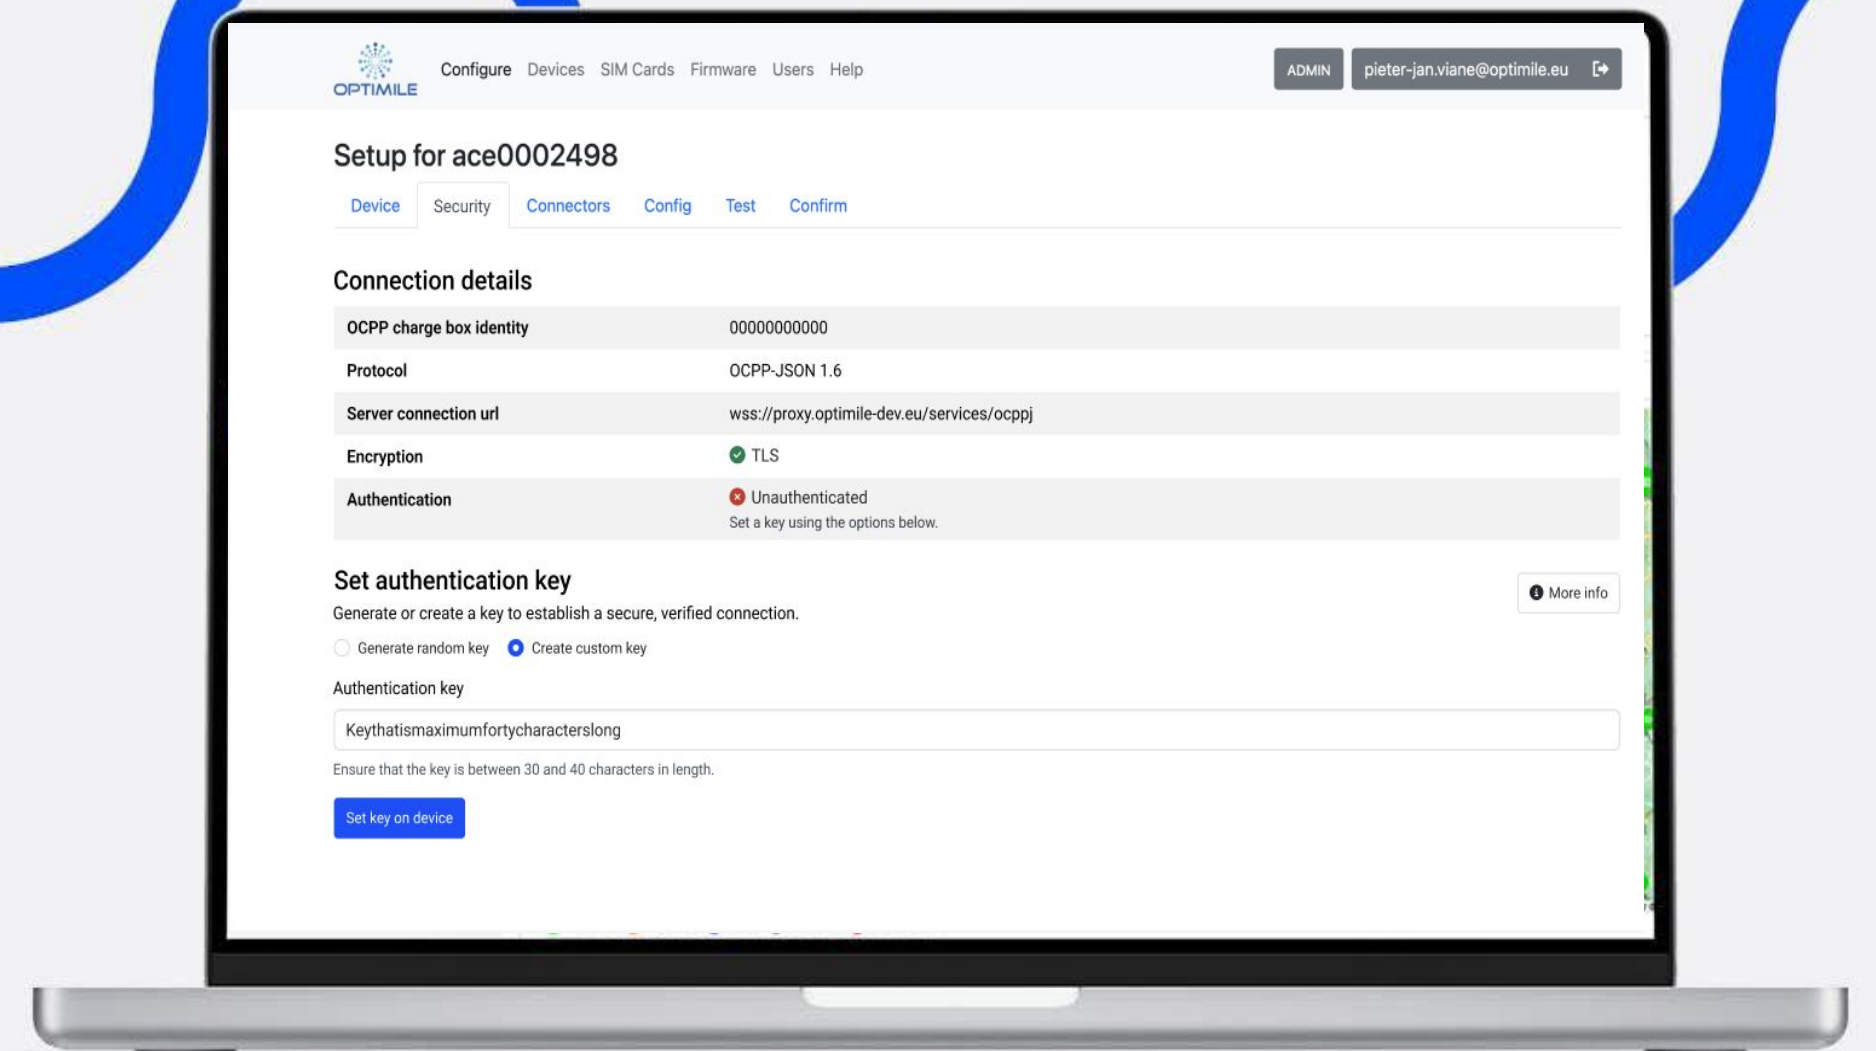 OPTIMILE
Configure Devices SIM Cards Firmware Users Help
ADMIN pieter-jan.viane@optimile.eu
Setup for ace0002498
Device Security Connectors Config Test Confirm
Connection details
OCPP charge box identity 00000000000
Protocol OCPP-JSON 1.6
Server connection url wss://proxy.optimile-dev.eu/services/ocppj
Encryption TLS
Authentication Unauthenticated
Set a key using the options below.
Set authentication key
More info
Generate or create a key to establish a secure, verified connection.
Generate random key Create custom key
Authentication key
Keythatismaximumfortycharacterslong
Ensure that the key is between 30 and 40 characters in length.
Set key on device